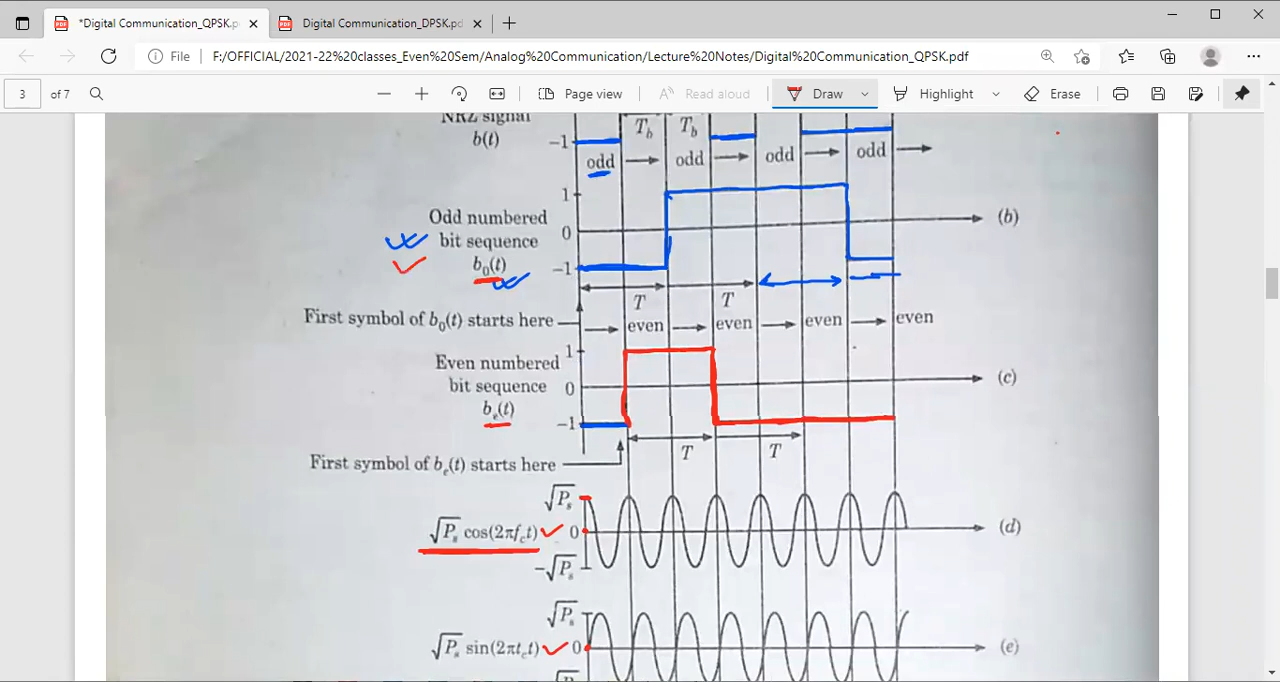 *Digital Communication_QPSK.p
Digital Communication_DPSK.pd
File
F:/OFFICIAL/2021-22%20classes_Even%20Sem/Analog%20Communication/Lecture%20Notes/Digital%20Communication_QPSK.pdf
3 of 7
Page view
Read aloud
Draw
Highlight
Erase
NRZ signal
b(t)
-1
T_b T_b
odd odd odd odd
1
Odd numbered
bit sequence
b_0(t)
0
-1
(b)
T T
First symbol of b_0(t) starts here
even even even even
1
Even numbered
bit sequence
b_e(t)
0
-1
(c)
T T
First symbol of b_e(t) starts here
√P_s
√P_s cos(2πf_ct) 0
-√P_s
(d)
√P_s
√P_s sin(2πt_ct) 0
(e)